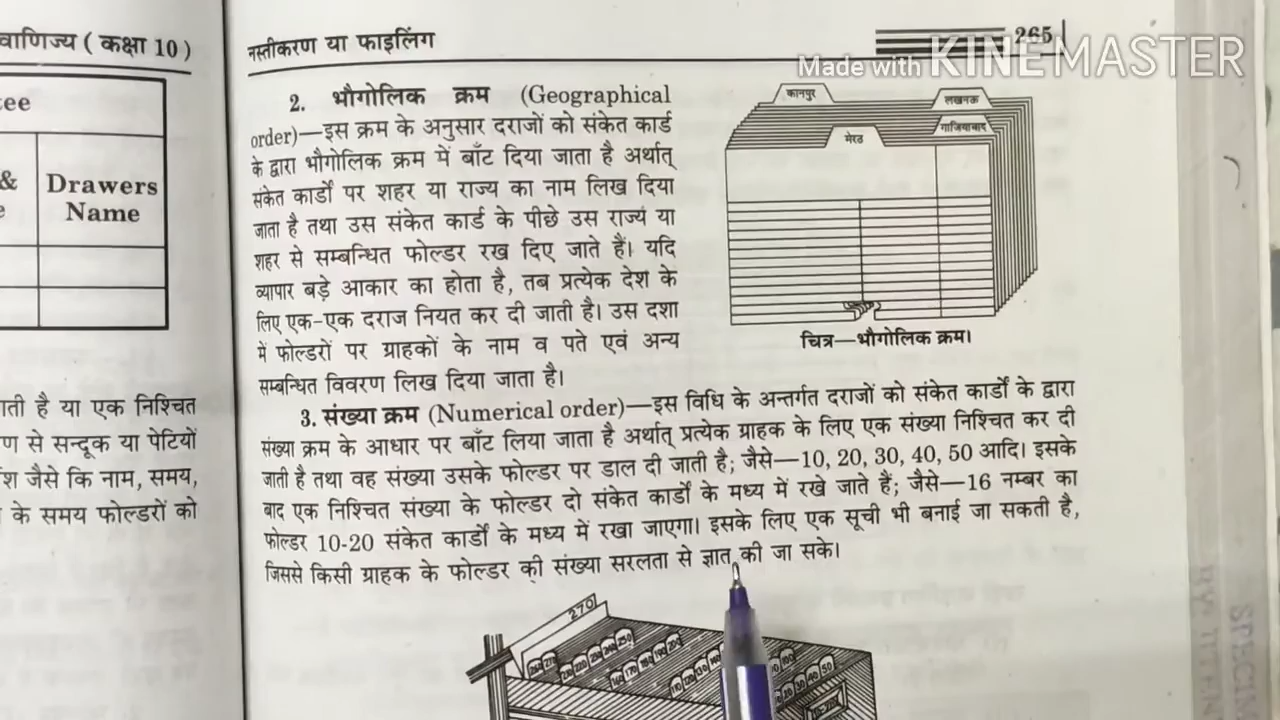 वाणिज्य ( कक्षा 10 )
ee
&
Drawers
Name
ाती है या एक निश्चित
ण से सन्दूक या पेटियों
श जैसे कि नाम, समय,
के समय फोल्डरों को
नस्तीकरण या फाइलिंग
265
Made with KINEMASTER
2. भौगोलिक क्रम (Geographical
order)—इस क्रम के अनुसार दराजों को संकेत कार्ड
के द्वारा भौगोलिक क्रम में बाँट दिया जाता है अर्थात्
संकेत कार्डों पर शहर या राज्य का नाम लिख दिया
जाता है तथा उस संकेत कार्ड के पीछे उस राज्य या
शहर से सम्बन्धित फोल्डर रख दिए जाते हैं। यदि
व्यापार बड़े आकार का होता है, तब प्रत्येक देश के
लिए एक-एक दराज नियत कर दी जाती है। उस दशा
में फोल्डरों पर ग्राहकों के नाम व पते एवं अन्य
सम्बन्धित विवरण लिख दिया जाता है।
कानपुर
लखनऊ
गाजियाबाद
मेरठ
चित्र—भौगोलिक क्रम।
3. संख्या क्रम (Numerical order)—इस विधि के अन्तर्गत दराजों को संकेत कार्डों के द्वारा
संख्या क्रम के आधार पर बाँट लिया जाता है अर्थात् प्रत्येक ग्राहक के लिए एक संख्या निश्चित कर दी
जाती है तथा वह संख्या उसके फोल्डर पर डाल दी जाती है; जैसे—10, 20, 30, 40, 50 आदि। इसके
बाद एक निश्चित संख्या के फोल्डर दो संकेत कार्डों के मध्य में रखे जाते हैं; जैसे—16 नम्बर का
फोल्डर 10-20 संकेत कार्डों के मध्य में रखा जाएगा। इसके लिए एक सूची भी बनाई जा सकती है,
जिससे किसी ग्राहक के फोल्डर की संख्या सरलता से ज्ञात की जा सके।
270
SPECIM